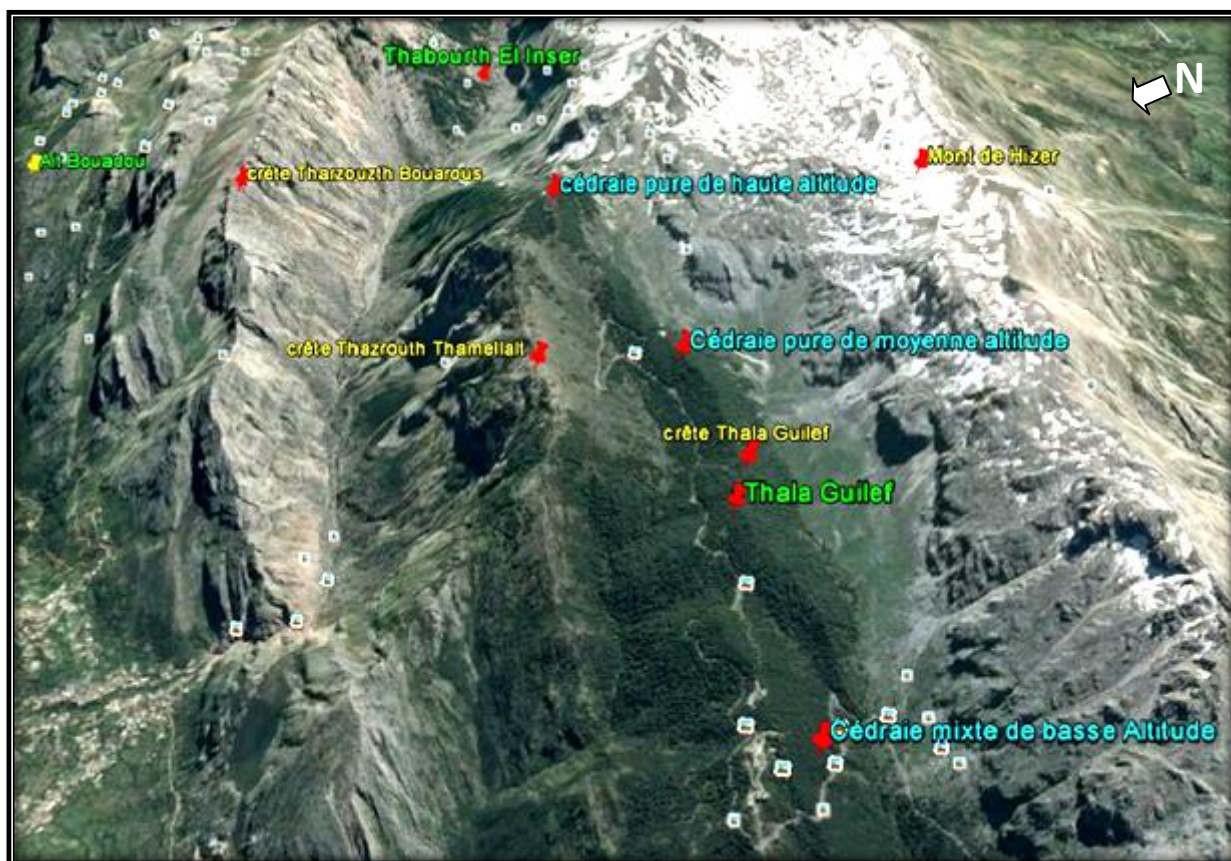 Thabourth El Inser
N
Aït Bouadou
crête Tharzouzth Bouarous
cédraie pure de haute altitude
Mont de Hizer
crête Thazrouth Thamellalt
Cédraie pure de moyenne altitude
crête Thala Guilef
Thala Guilef
Cédraie mixte de basse Altitude